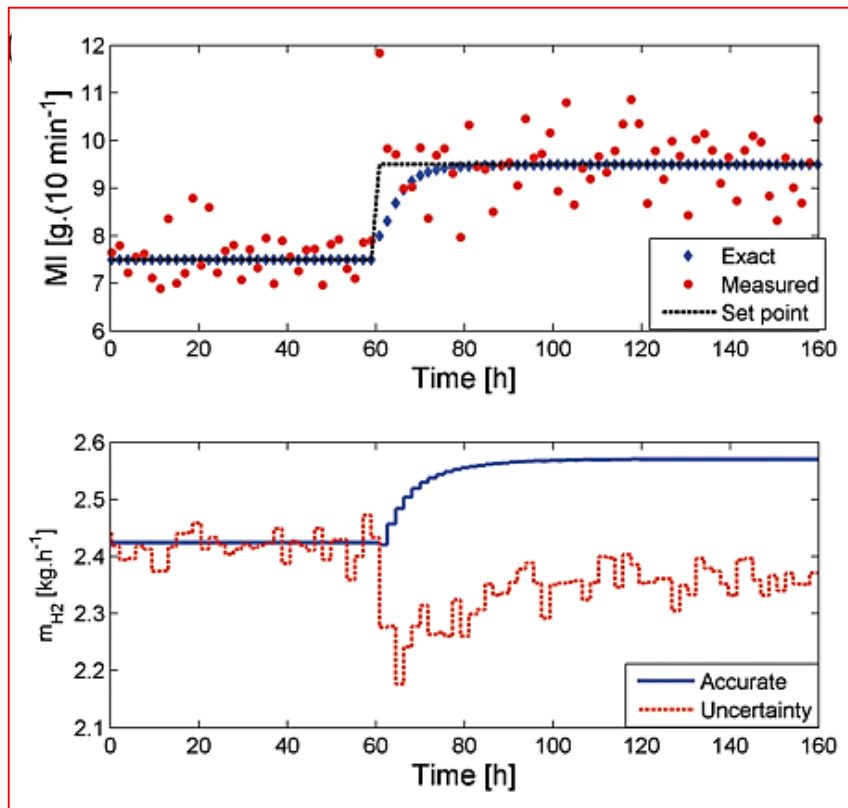 (
12
11
10
9
8
7
6
MI [g.(10 min⁻¹)]
Exact
Measured
Set point
0 20 40 60 80 100 120 140 160
Time [h]
2.6
2.5
2.4
2.3
2.2
2.1
m_H2 [kg.h⁻¹]
Accurate
Uncertainty
0 20 40 60 80 100 120 140 160
Time [h]